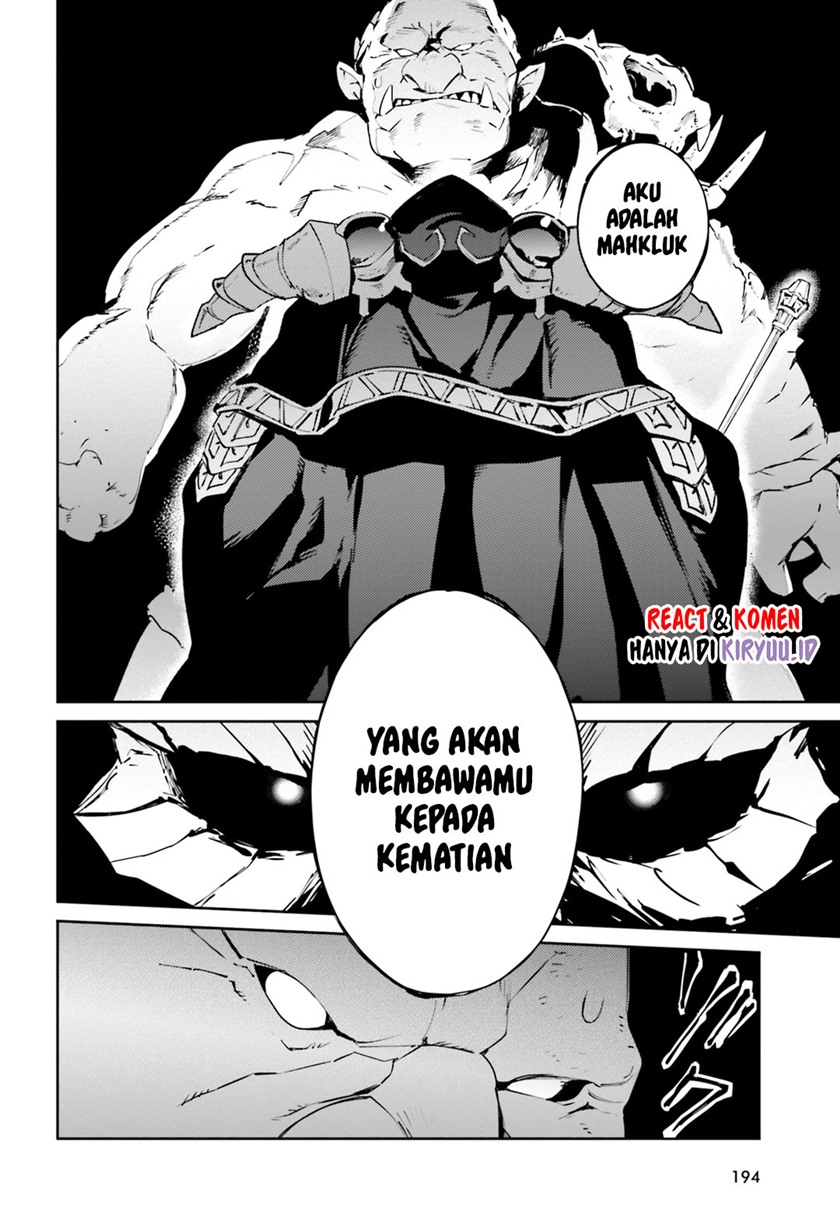 AKU
ADALAH
MAHKLUK
REACT & KOMEN
HANYA DI KIRYUU.ID
YANG AKAN
MEMBAWAMU
KEPADA
KEMATIAN
194